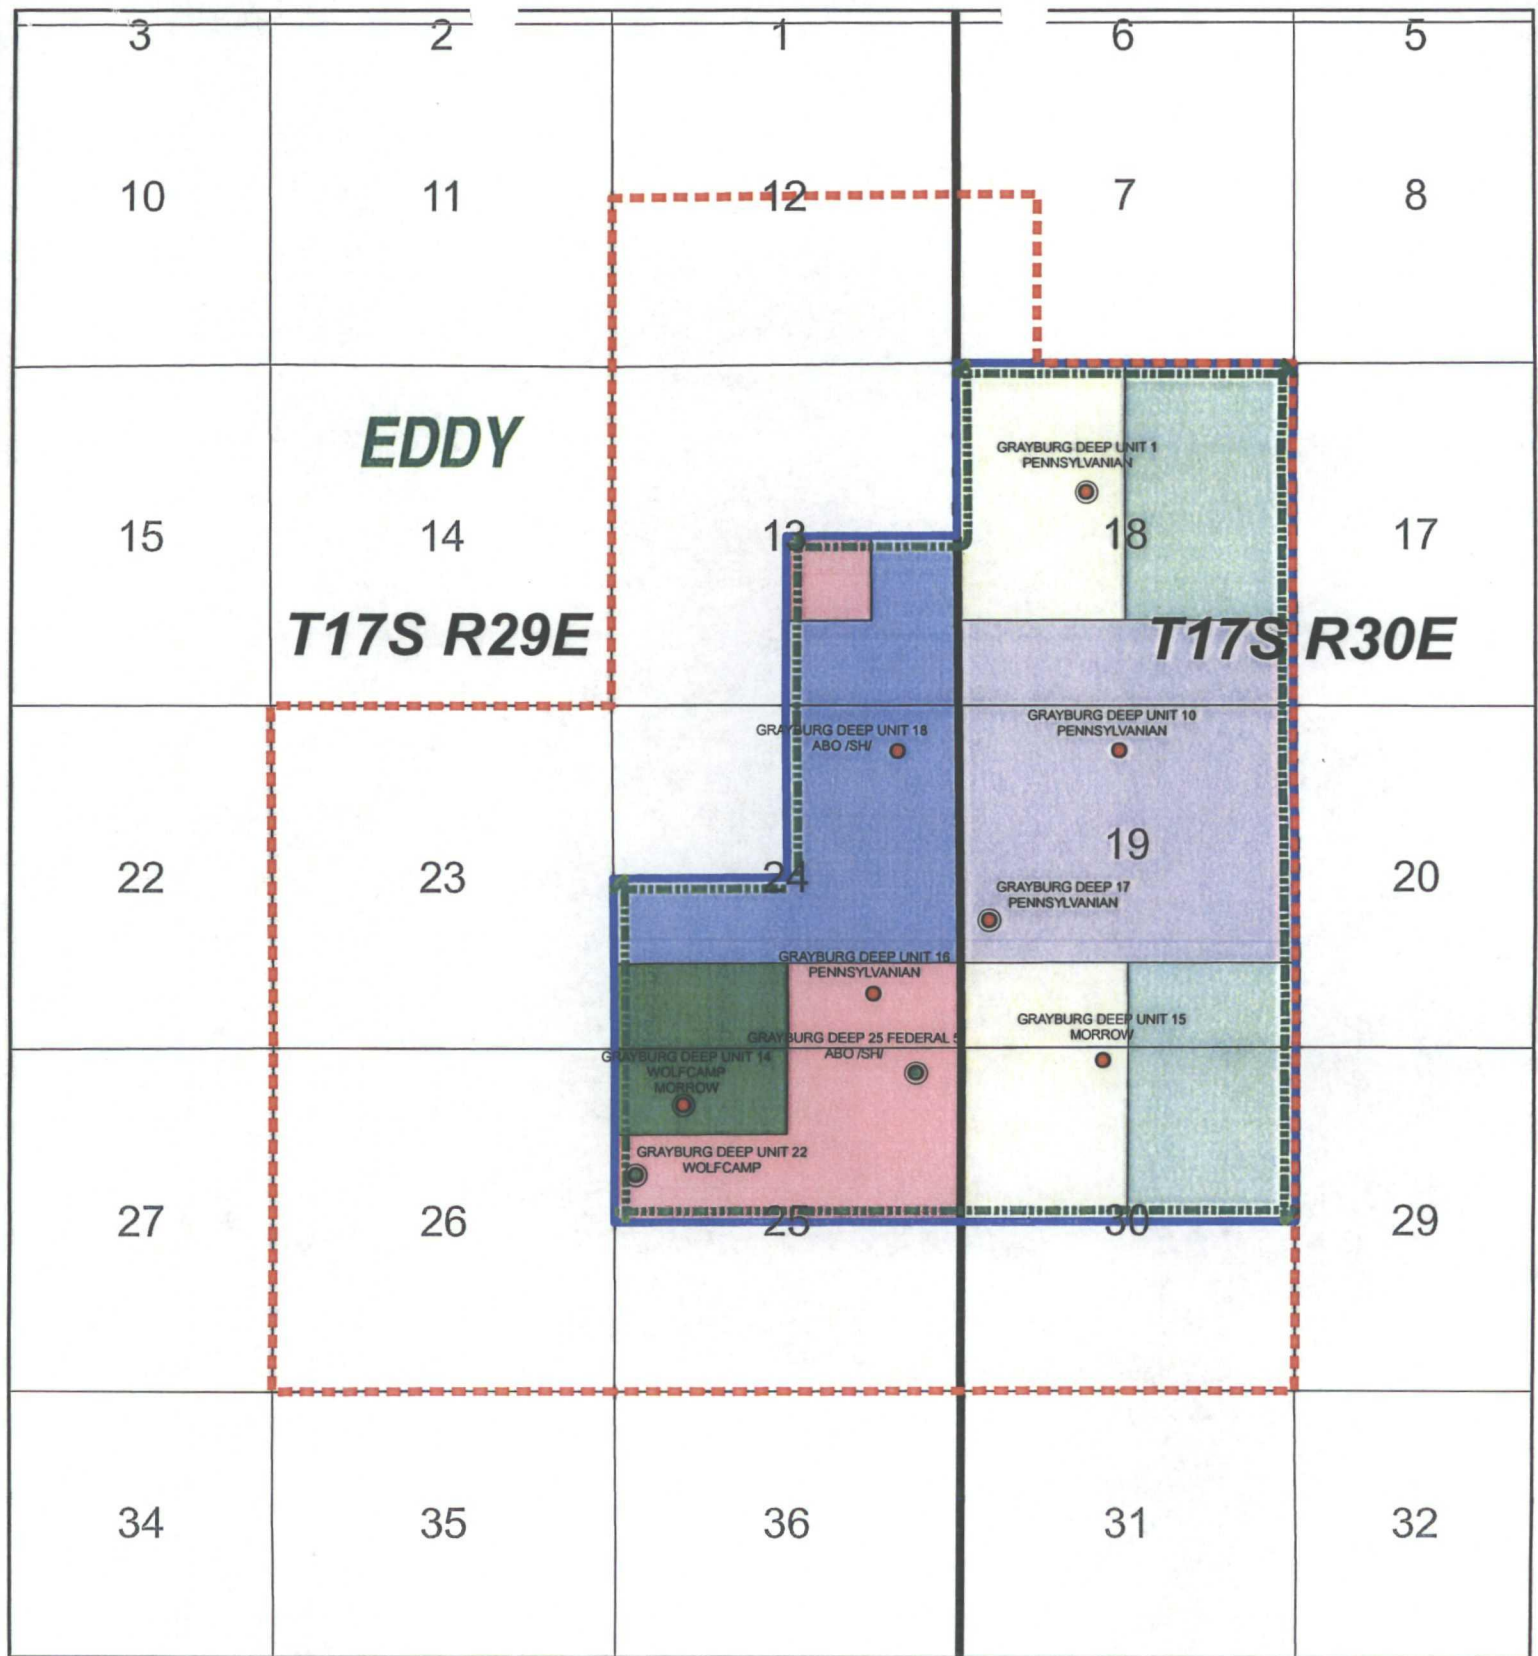 3
2
1
6
5
10
11
12
7
8
EDDY
GRAYBURG DEEP UNIT 1
PENNSYLVANIAN
15
14
13
18
17
T17S R29E
T17S R30E
GRAYBURG DEEP UNIT 18
ABO /SH/
GRAYBURG DEEP UNIT 10
PENNSYLVANIAN
19
22
23
24
20
GRAYBURG DEEP 17
PENNSYLVANIAN
GRAYBURG DEEP UNIT 16
PENNSYLVANIAN
GRAYBURG DEEP UNIT 15
MORROW
GRAYBURG DEEP 25 FEDERAL 5
ABO /SH/
GRAYBURG DEEP UNIT 14
WOLFCAMP
MORROW
GRAYBURG DEEP UNIT 22
WOLFCAMP
27
26
25
30
29
34
35
36
31
32